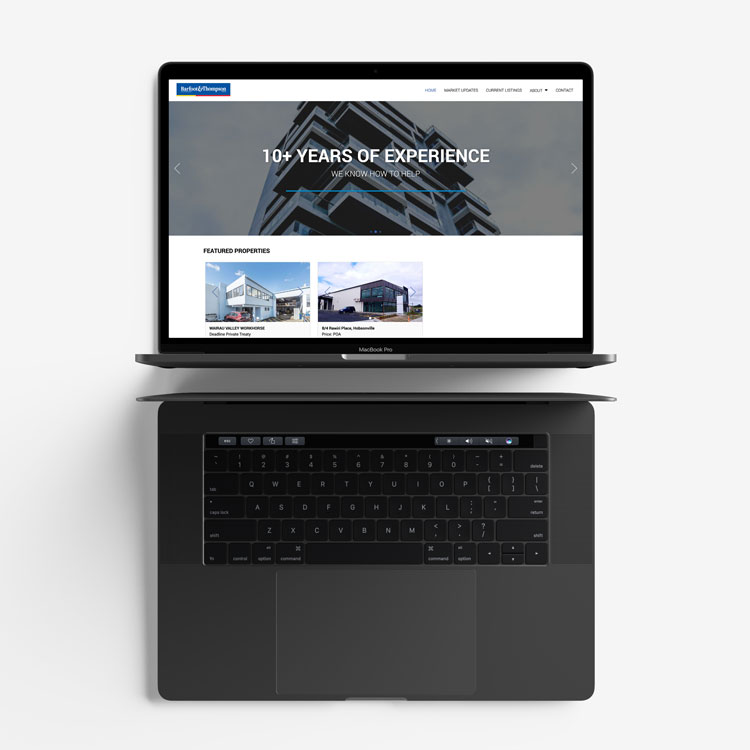 Barfoot&Thompson
HOME MARKET UPDATES CURRENT LISTINGS ABOUT CONTACT
10+ YEARS OF EXPERIENCE
WE KNOW HOW TO HELP
FEATURED PROPERTIES
WAIRAU VALLEY WORKHORSE
Deadline Private Treaty
8/4 Rawiri Place, Hobsonville
Price: POA
MacBook Pro
esc
1 2 3 4 5 6 7 8 9 0 delete
tab Q W E R T Y U I O P { } [ ] | \
caps lock A S D F G H J K L : ; enter return
shift Z X C V B N M < , > . ? / shift
fn control alt option ⌘ command ⌘ command alt option